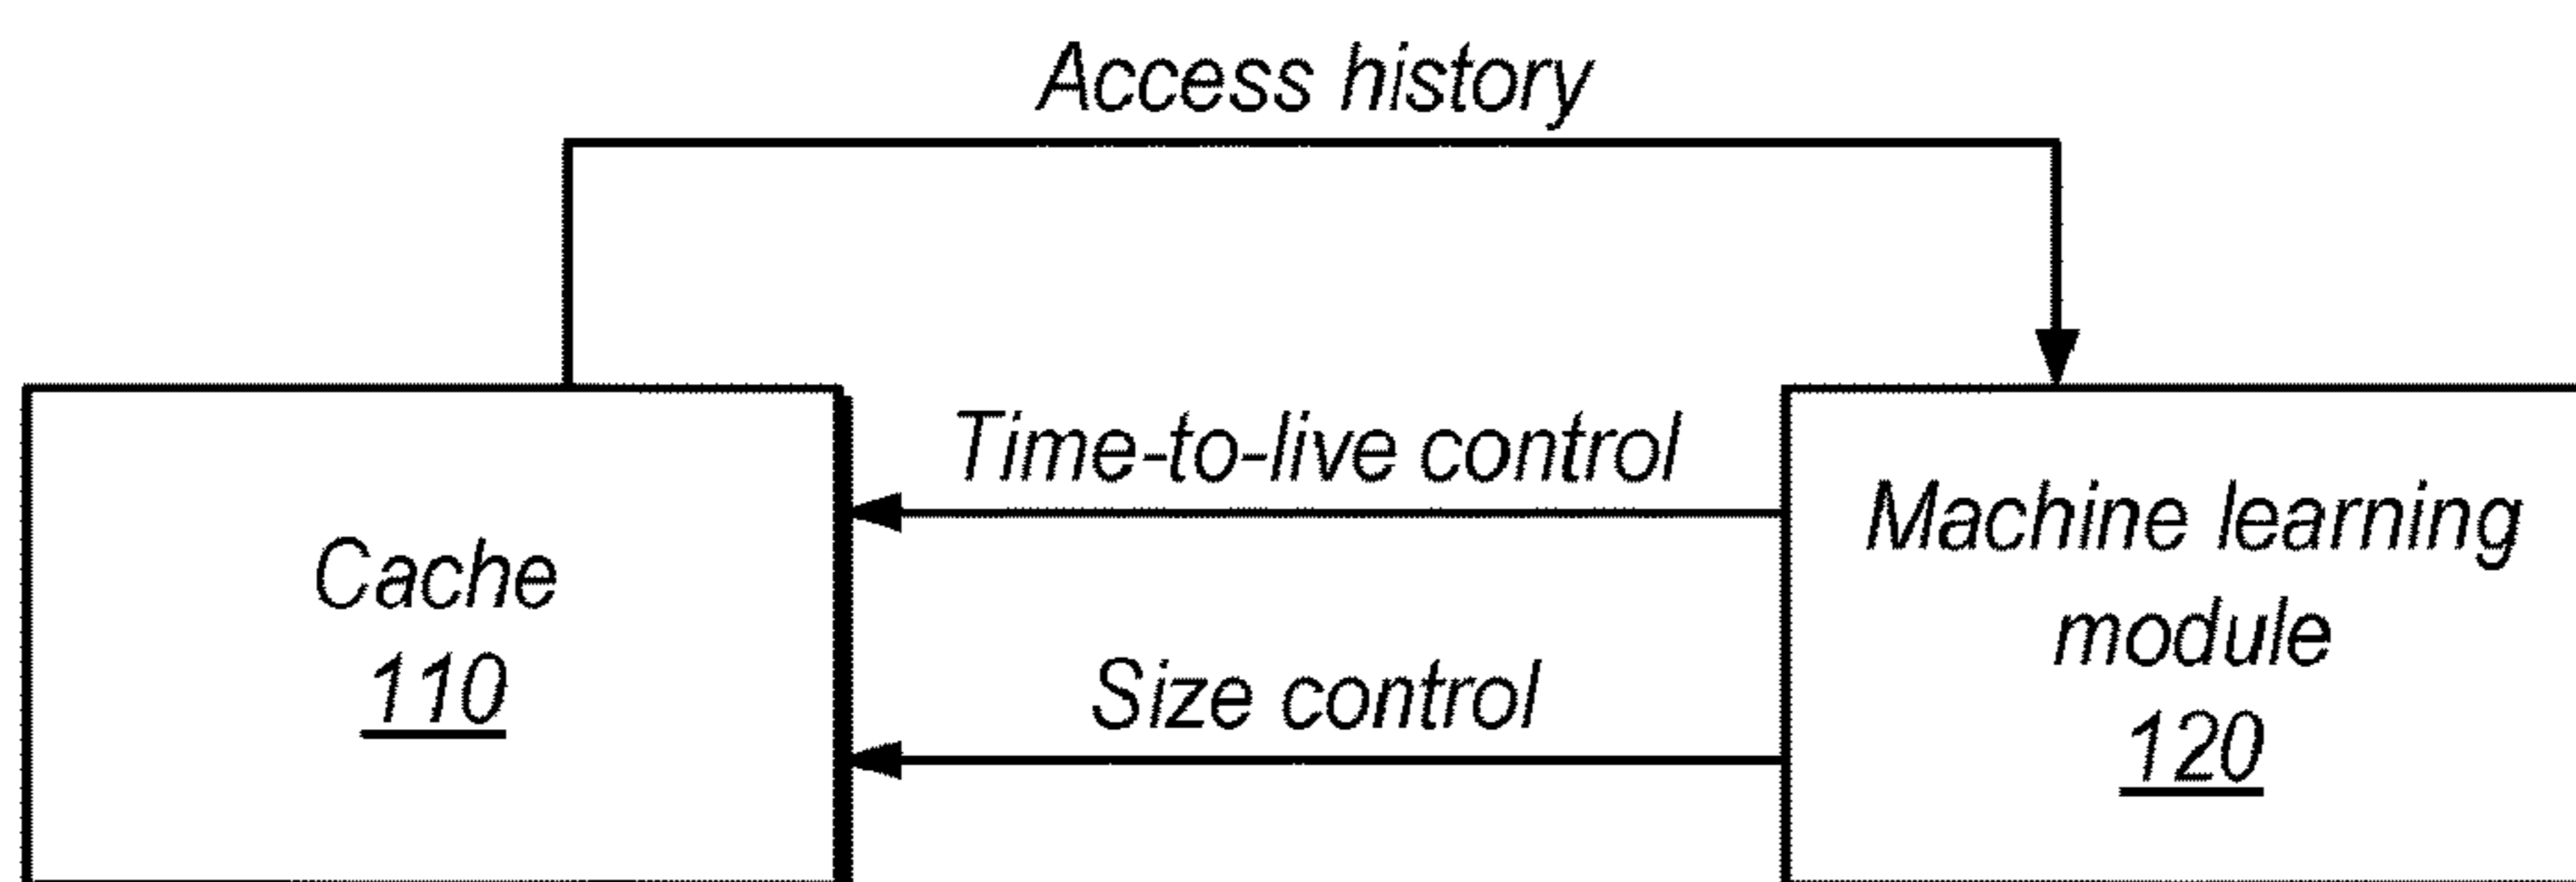 Access history
Time-to-live control
Size control
Cache
110
Machine learning
module
120